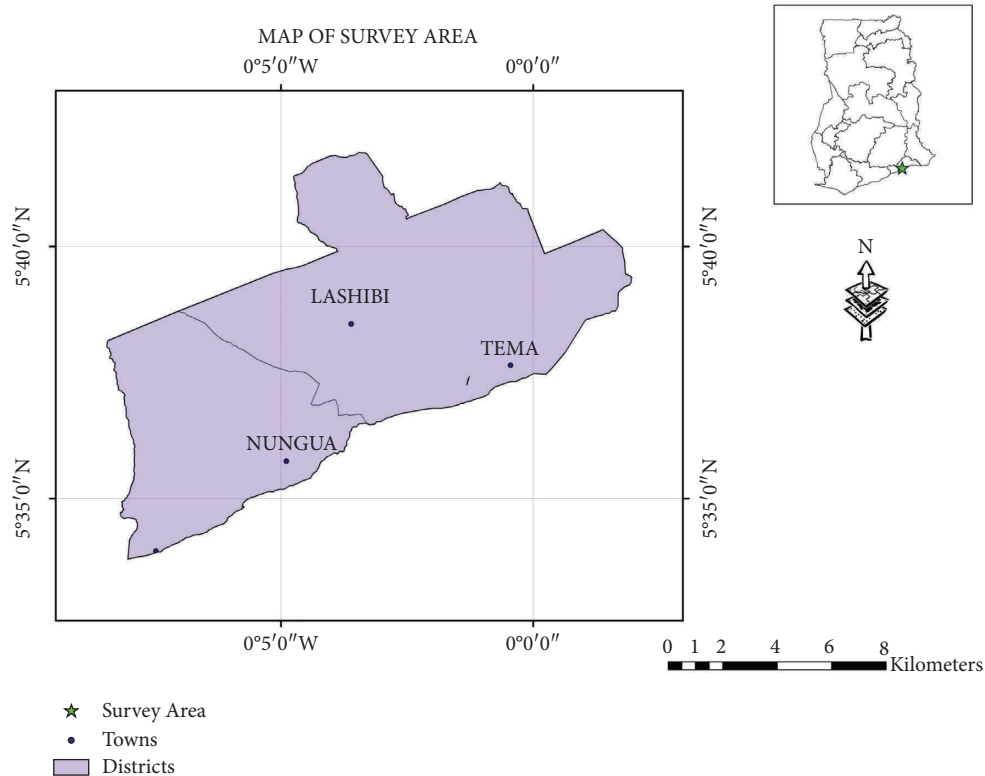 MAP OF SURVEY AREA
0°5′0″W 0°0′0″
5°40′0″N 5°40′0″N
LASHIBI
TEMA
NUNGUA
5°35′0″N 5°35′0″N
0°5′0″W 0°0′0″
N
0 1 2 4 6 8
Kilometers
Survey Area
Towns
Districts